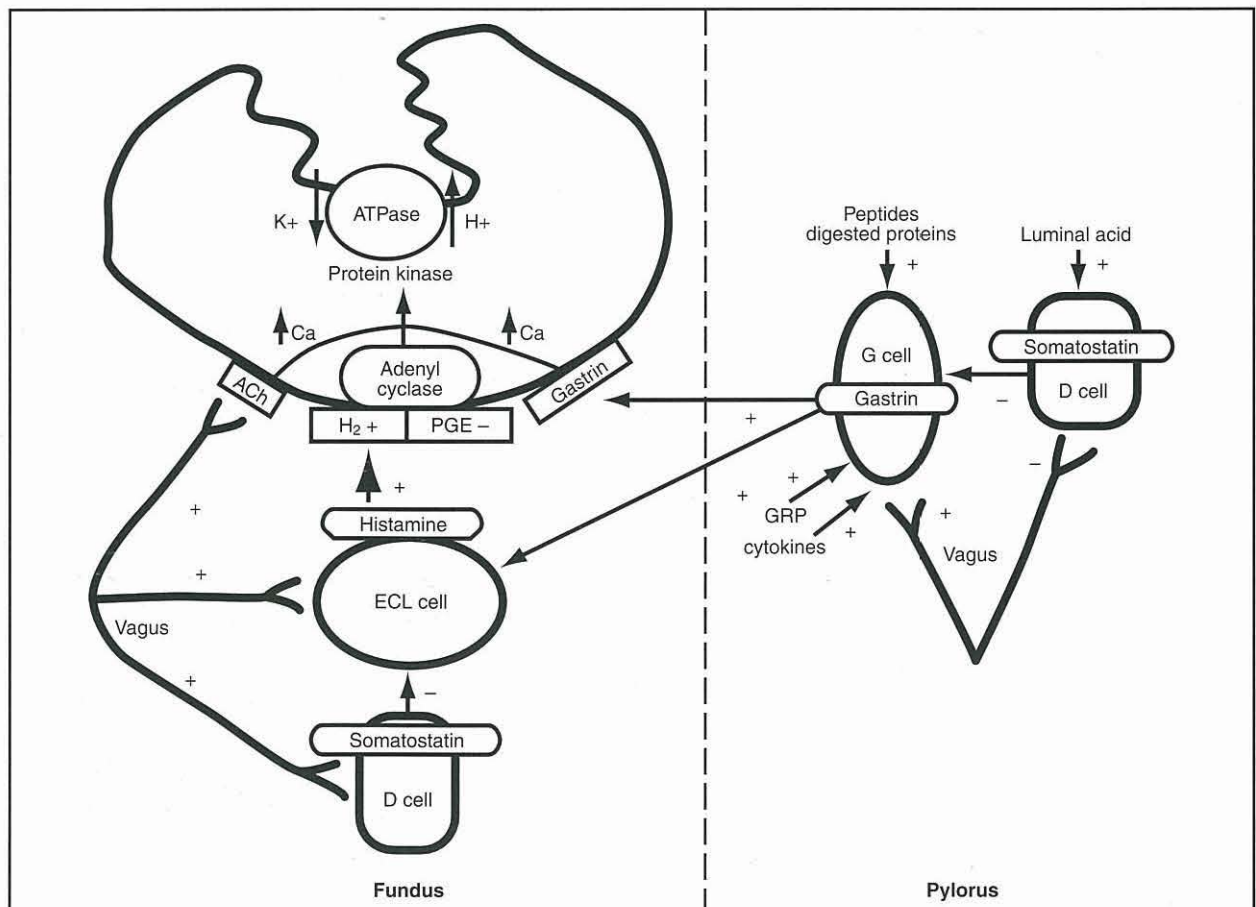 ATPase
K+
H+
Protein kinase
Ca
Ca
Adenyl
cyclase
ACh
Gastrin
H₂ +
PGE –
+
Histamine
+
+
ECL cell
Vagus
+
–
Somatostatin
D cell
Fundus
Peptides
digested proteins
+
Luminal acid
+
G cell
Gastrin
Somatostatin
D cell
–
+
+
+
GRP
cytokines
+
+
Vagus
–
Pylorus